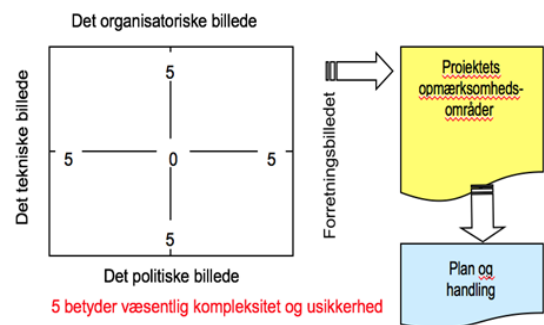 Det organisatoriske billede
Det tekniske billede
5
5
0
5
5
Forretningsbilledet
Det politiske billede
5 betyder væsentlig kompleksitet og usikkerhed
Projektets
opmærksomheds-
områder
Plan og
handling